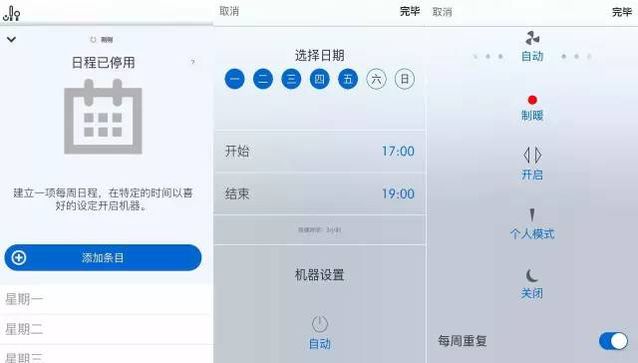 刚刚
日程已停用
?
建立一项每周日程，在特定的时间以喜
好的设定开启机器。
添加条目
星期一
星期二
星期三
取消
完毕
选择日期
一 二 三 四 五 六 日
开始 17:00
结束 19:00
机器设置
自动
取消
完毕
自动
制暖
开启
个人模式
关闭
每周重复